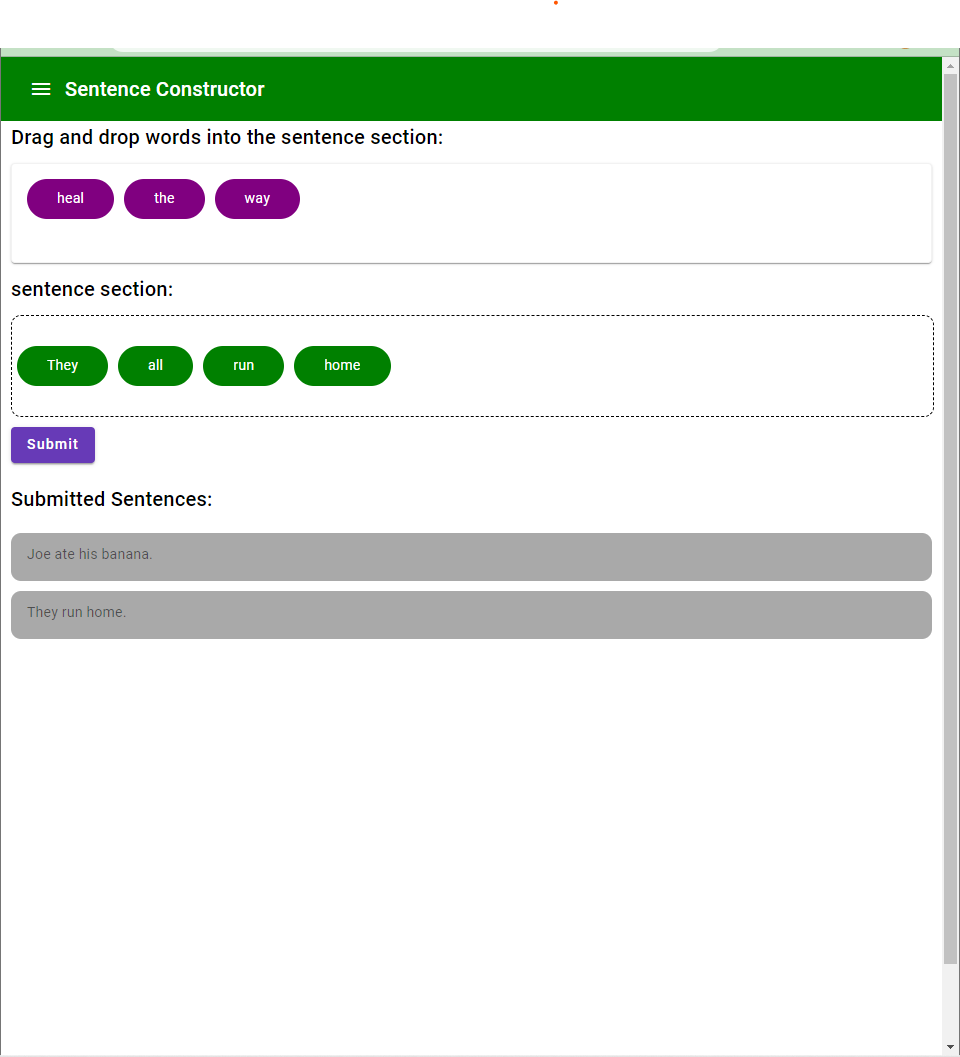 Sentence Constructor
Drag and drop words into the sentence section:
heal the way
sentence section:
They all run home
Submit
Submitted Sentences:
Joe ate his banana.
They run home.